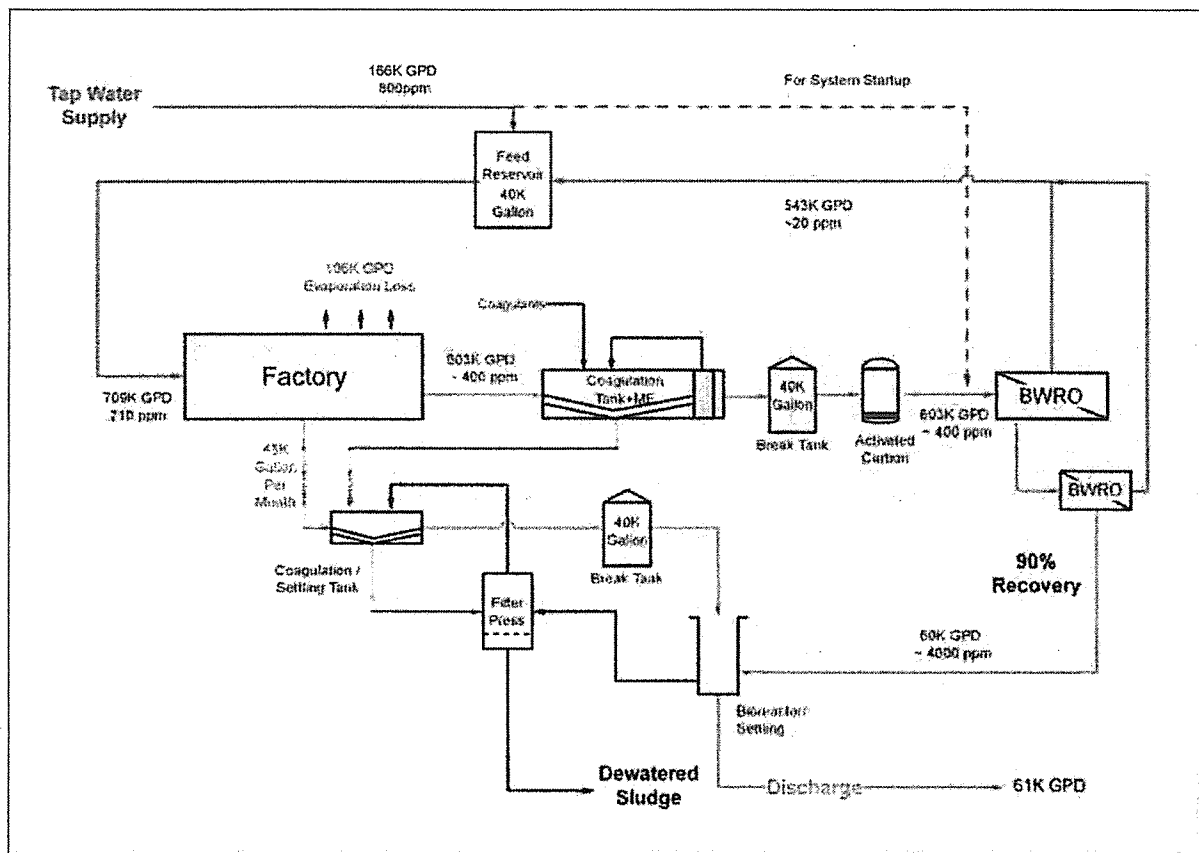 166K GPD
800ppm
For System Startup
Tap Water
Supply
Feed
Reservoir
40K
Gallon
543K GPD
~20 ppm
106K GPD
Evaporation Loss
Coagulants
Factory
603K GPD
~ 400 ppm
Coagulation
Tank+MF
40K
Gallon
Break Tank
Activated
Carbon
603K GPD
~ 400 ppm
BWRO
709K GPD
210 ppm
BWRO
Gallon
Per
Month
Coagulation /
Settling Tank
40K
Gallon
Break Tank
Filter
Press
90%
Recovery
60K GPD
~ 4000 ppm
Bioreactor/
Settling
Dewatered
Sludge
Discharge
61K GPD